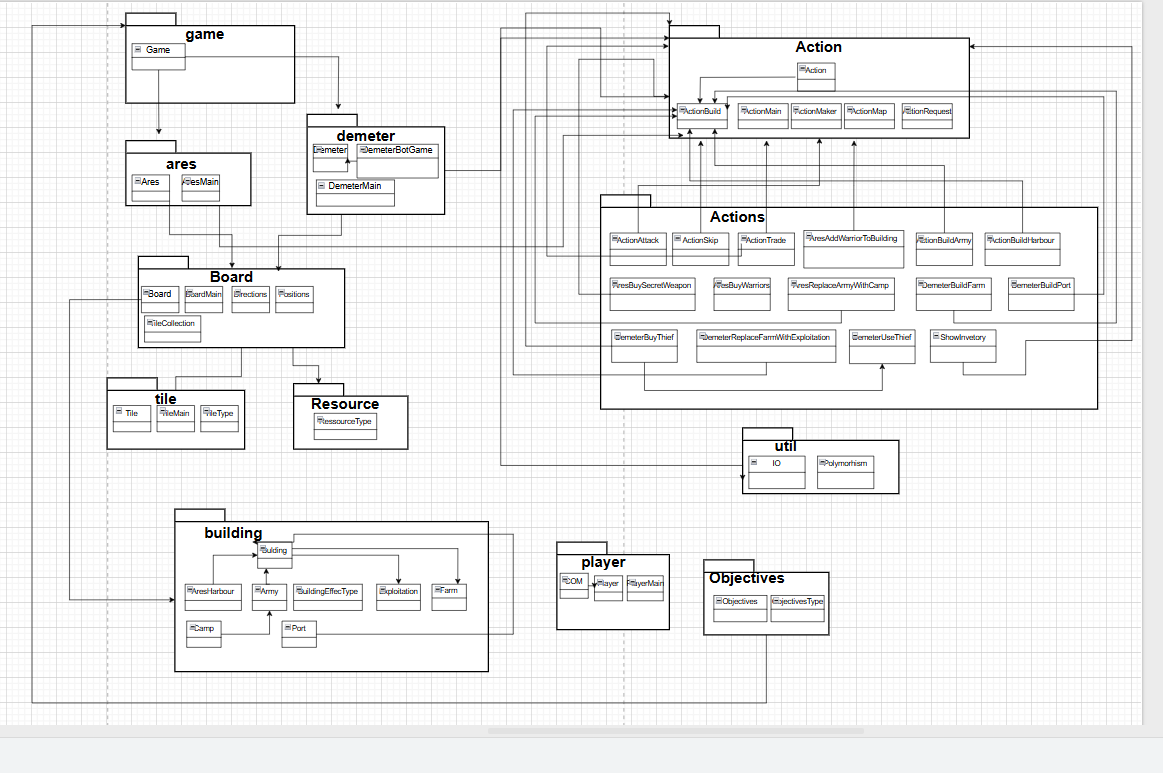 game
Game
Action
Action
ActionBuild
ActionMain
ActionMaker
ActionMap
ActionRequest
demeter
Demeter
DemeterBotGame
DemeterMain
ares
Ares
AresMain
Actions
ActionAttack
ActionSkip
ActionTrade
AresAddWarriorToBuilding
ActionBuildArmy
ActionBuildHarbour
AresBuySecretWeapon
AresBuyWarriors
AresReplaceArmyWithCamp
DemeterBuildFarm
DemeterBuildPort
DemeterBuyThief
DemeterReplaceFarmWithExploitation
DemeterUseThief
ShowInvetory
Board
Board
BoardMain
Directions
Positions
TileCollection
tile
Tile
TileMain
TileType
Resource
RessourceType
util
IO
Polymorhism
building
Bulding
AresHarbour
Army
BuildingEffecType
Exploitation
Farm
Camp
Port
player
COM
Player
PlayerMain
Objectives
Objectives
ObjectivesType